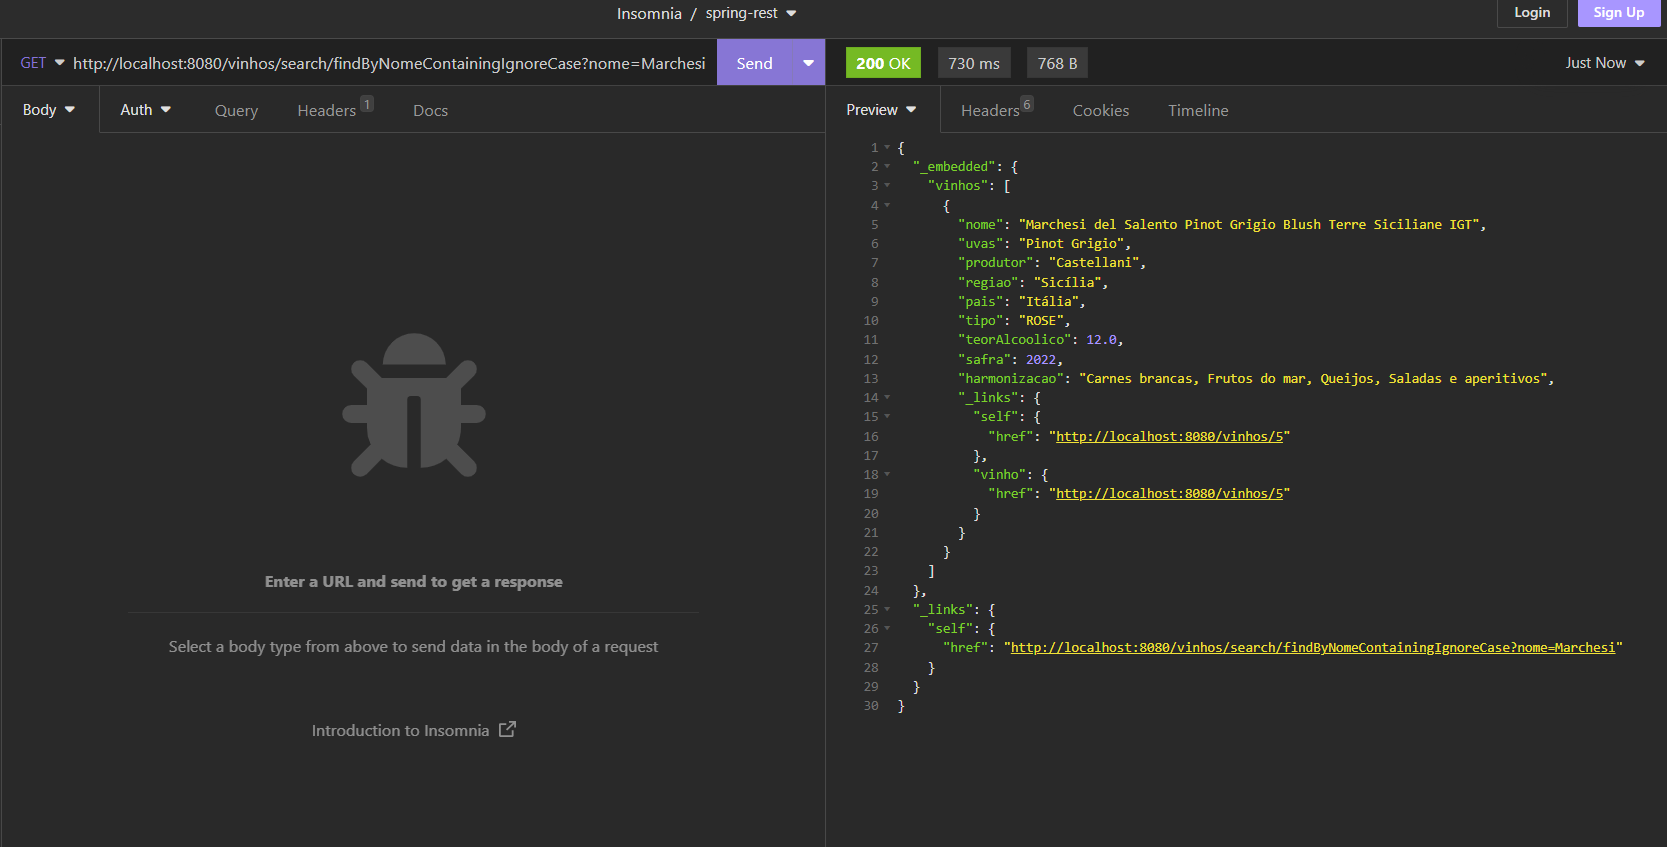 Insomnia / spring-rest
Login
Sign Up
GET http://localhost:8080/vinhos/search/findByNomeContainingIgnoreCase?nome=Marchesi
Send
200 OK
730 ms
768 B
Just Now
Body
Auth
Query
Headers 1
Docs
Preview
Headers 6
Cookies
Timeline
Enter a URL and send to get a response
Select a body type from above to send data in the body of a request
Introduction to Insomnia
1 {
2 "_embedded": {
3 "vinhos": [
4 {
5 "nome": "Marchesi del Salento Pinot Grigio Blush Terre Siciliane IGT",
6 "uvas": "Pinot Grigio",
7 "produtor": "Castellani",
8 "regiao": "Sicília",
9 "pais": "Itália",
10 "tipo": "ROSE",
11 "teorAlcoolico": 12.0,
12 "safra": 2022,
13 "harmonizacao": "Carnes brancas, Frutos do mar, Queijos, Saladas e aperitivos",
14 "_links": {
15 "self": {
16 "href": "http://localhost:8080/vinhos/5"
17 },
18 "vinho": {
19 "href": "http://localhost:8080/vinhos/5"
20 }
21 }
22 }
23 ]
24 },
25 "_links": {
26 "self": {
27 "href": "http://localhost:8080/vinhos/search/findByNomeContainingIgnoreCase?nome=Marchesi"
28 }
29 }
30 }